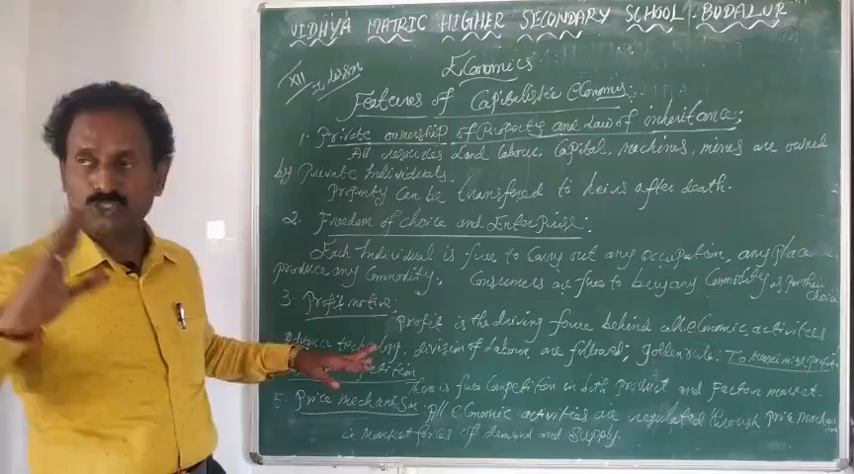 VIDHYA MATRIC HIGHER SECONDARY SCHOOL - BUDALUR
XII
I lesson
Economics
Features of Capitalistic Economy:
1. Private ownership of Property and Law of inheritance:
All resources Land labour, Capital, machines, mines are owned
by Private Individuals.
Property can be transfered to heirs after death.
2. Freedom of choice and Enterprise:
Each Individual is free to Carry out any occupation, any place
produce any Commodity. Consumers are free to buy any Commodity as per their choice
3. Profit motive:
Profit is the driving force behind all economic activities
technology, division of Labour are followed; golden rule: To maximise profit.
There is free Competition in both Product and Factor market.
5. Price mechanism: All economic activities are regulated through price
in market forces of demand and Supply.